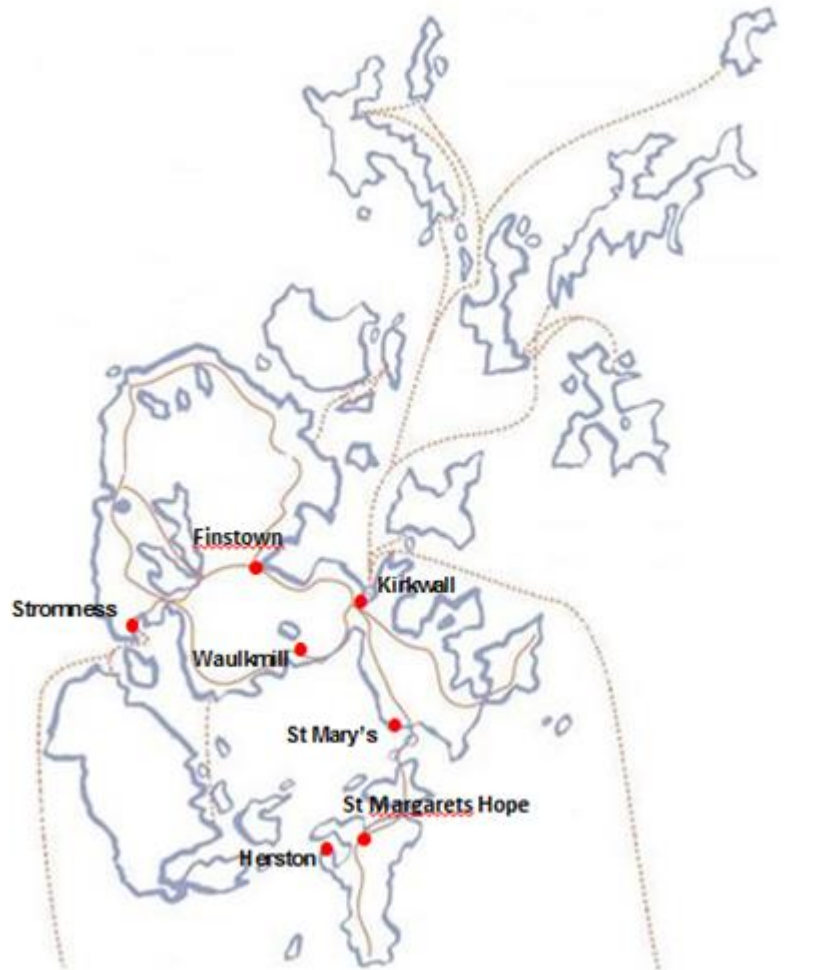 Finstown
Kirkwall
Stromness
Waulkmill
St Mary's
St Margarets Hope
Herston